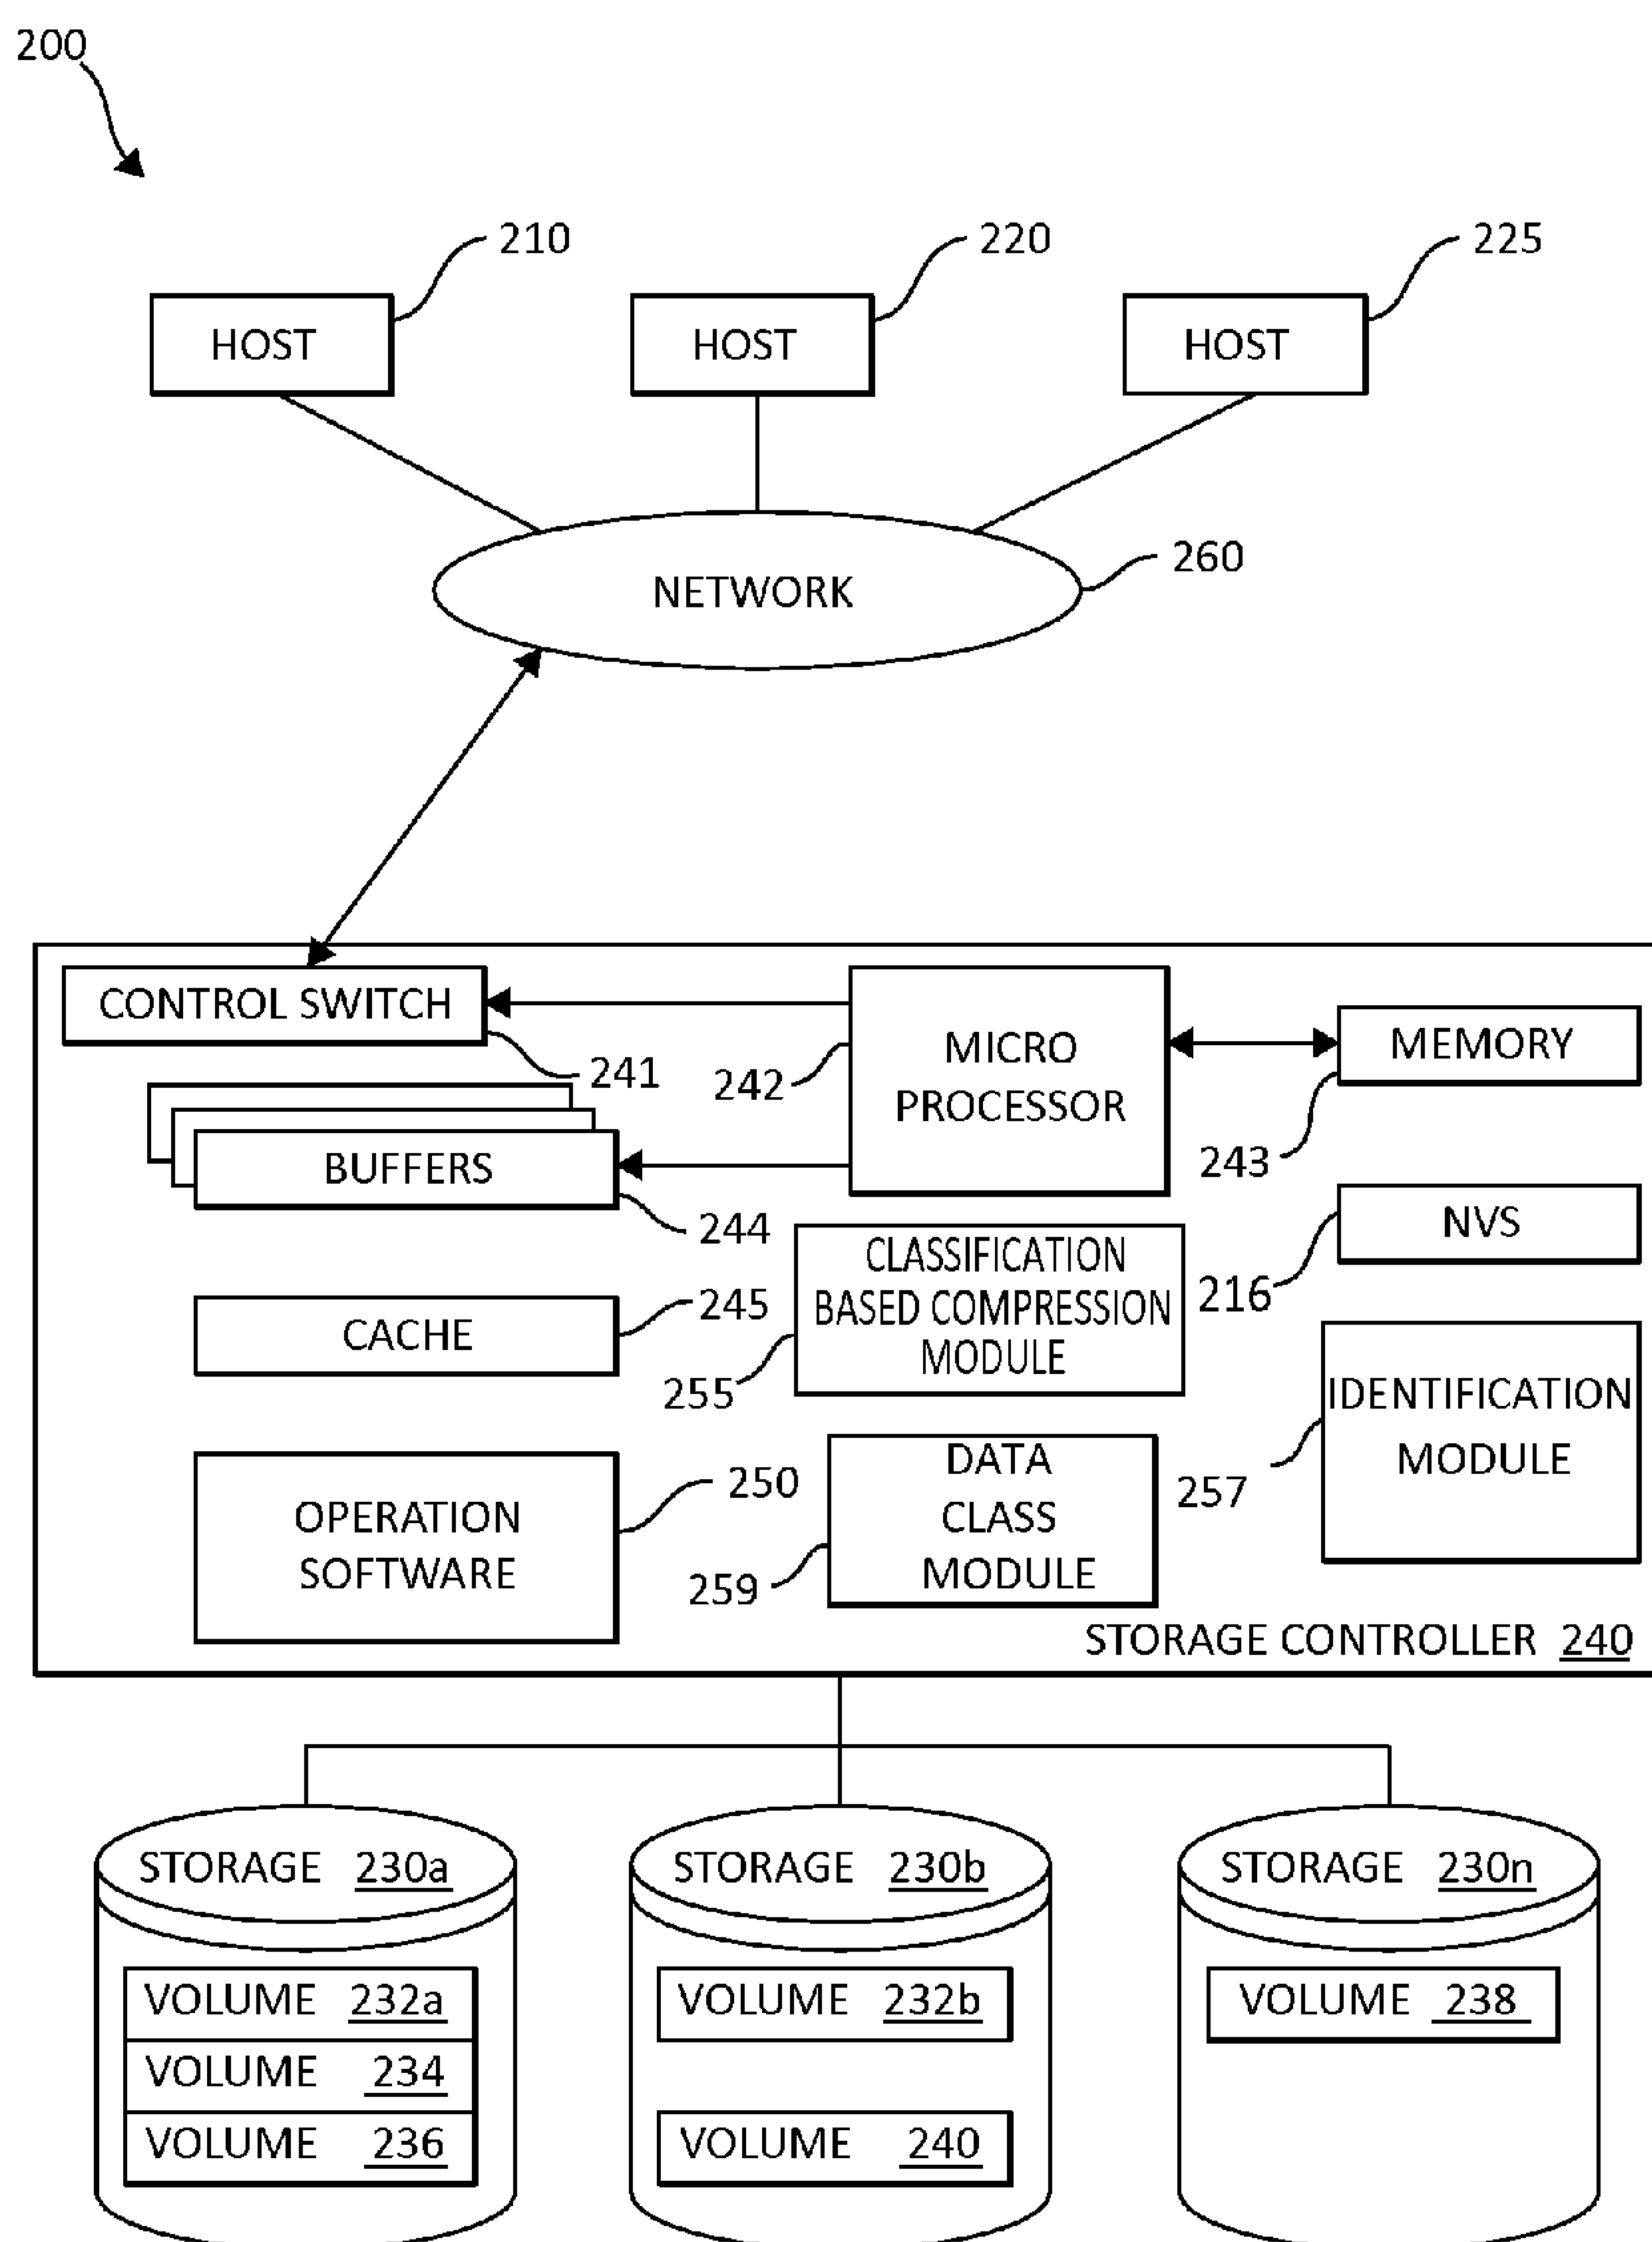 200
210
220
225
HOST
HOST
HOST
260
NETWORK
CONTROL SWITCH
241
242
MICRO
PROCESSOR
MEMORY
243
BUFFERS
244
NVS
216
CLASSIFICATION
BASED COMPRESSION
MODULE
255
CACHE
245
IDENTIFICATION
MODULE
257
OPERATION
SOFTWARE
250
DATA
CLASS
MODULE
259
STORAGE CONTROLLER 240
STORAGE 230a
VOLUME 232a
VOLUME 234
VOLUME 236
STORAGE 230b
VOLUME 232b
VOLUME 240
STORAGE 230n
VOLUME 238